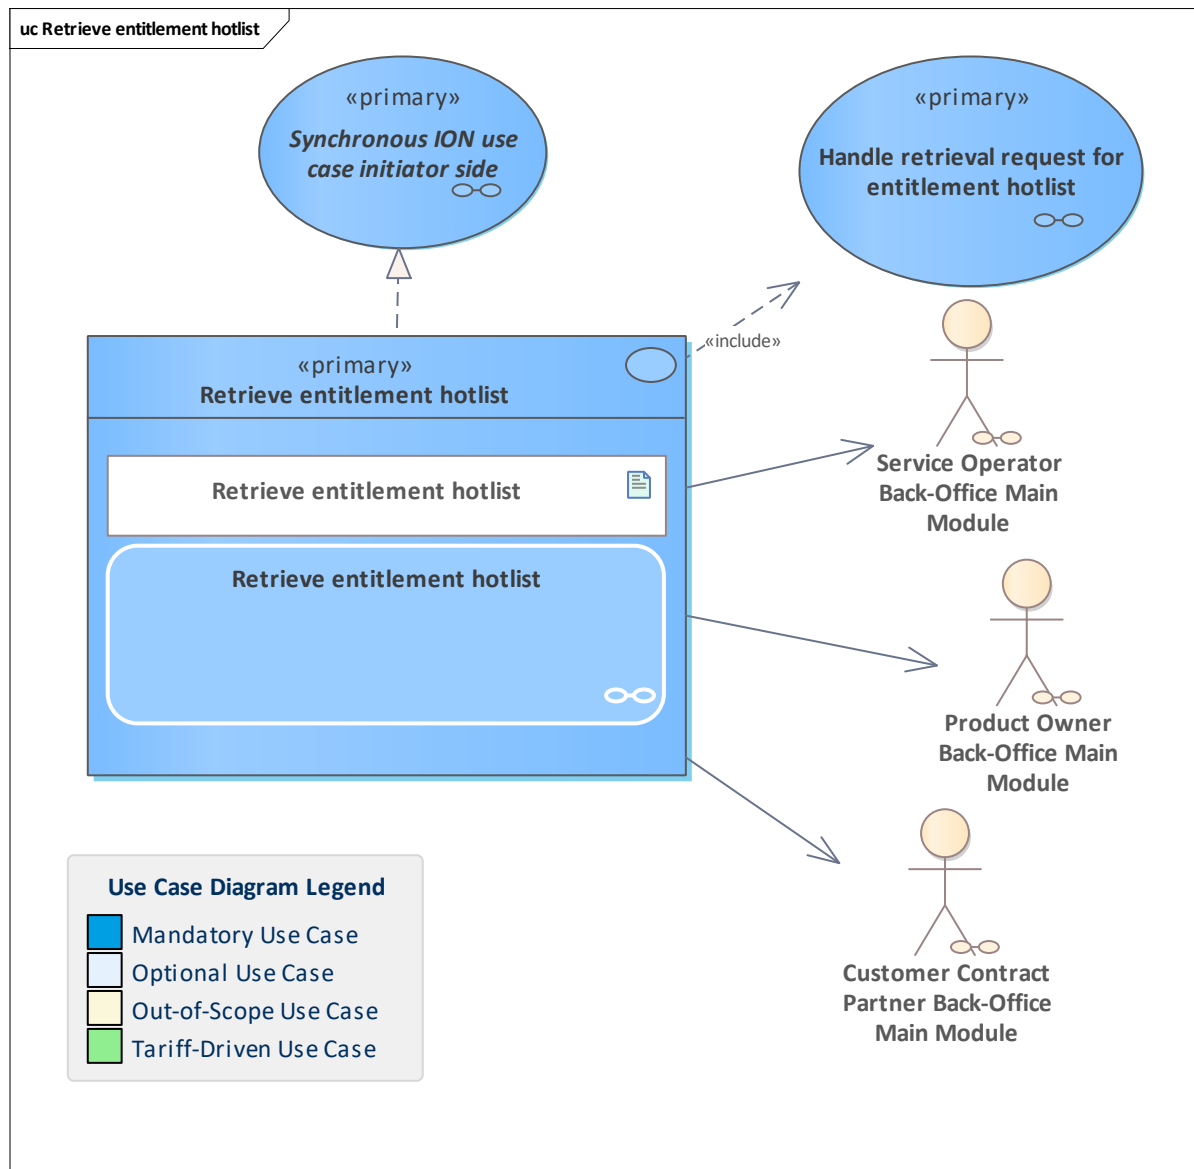 uc Retrieve entitlement hotlist
«primary»
Synchronous ION use
case initiator side
«primary»
Handle retrieval request for
entitlement hotlist
«include»
«primary»
Retrieve entitlement hotlist
Retrieve entitlement hotlist
Retrieve entitlement hotlist
Service Operator
Back-Office Main
Module
Product Owner
Back-Office Main
Module
Customer Contract
Partner Back-Office
Main Module
Use Case Diagram Legend
Mandatory Use Case
Optional Use Case
Out-of-Scope Use Case
Tariff-Driven Use Case